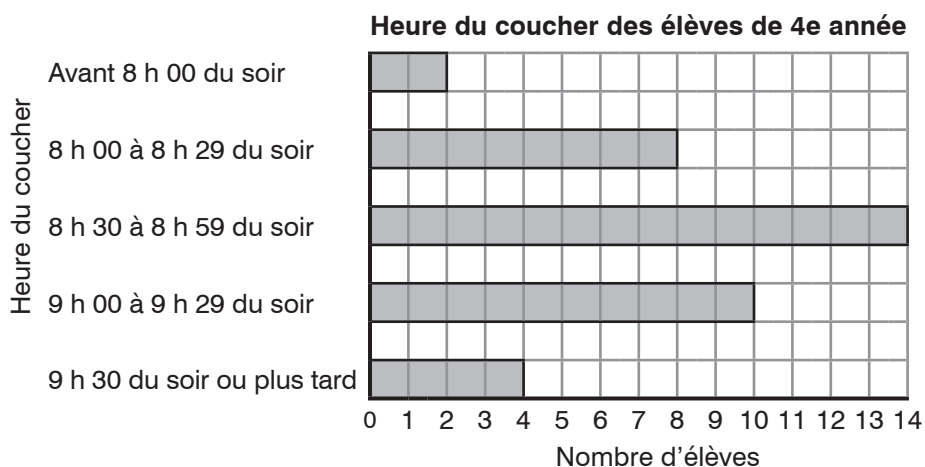 Heure du coucher des élèves de 4e année
Heure du coucher
Avant 8 h 00 du soir
8 h 00 à 8 h 29 du soir
8 h 30 à 8 h 59 du soir
9 h 00 à 9 h 29 du soir
9 h 30 du soir ou plus tard
0 1 2 3 4 5 6 7 8 9 10 11 12 13 14
Nombre d'élèves